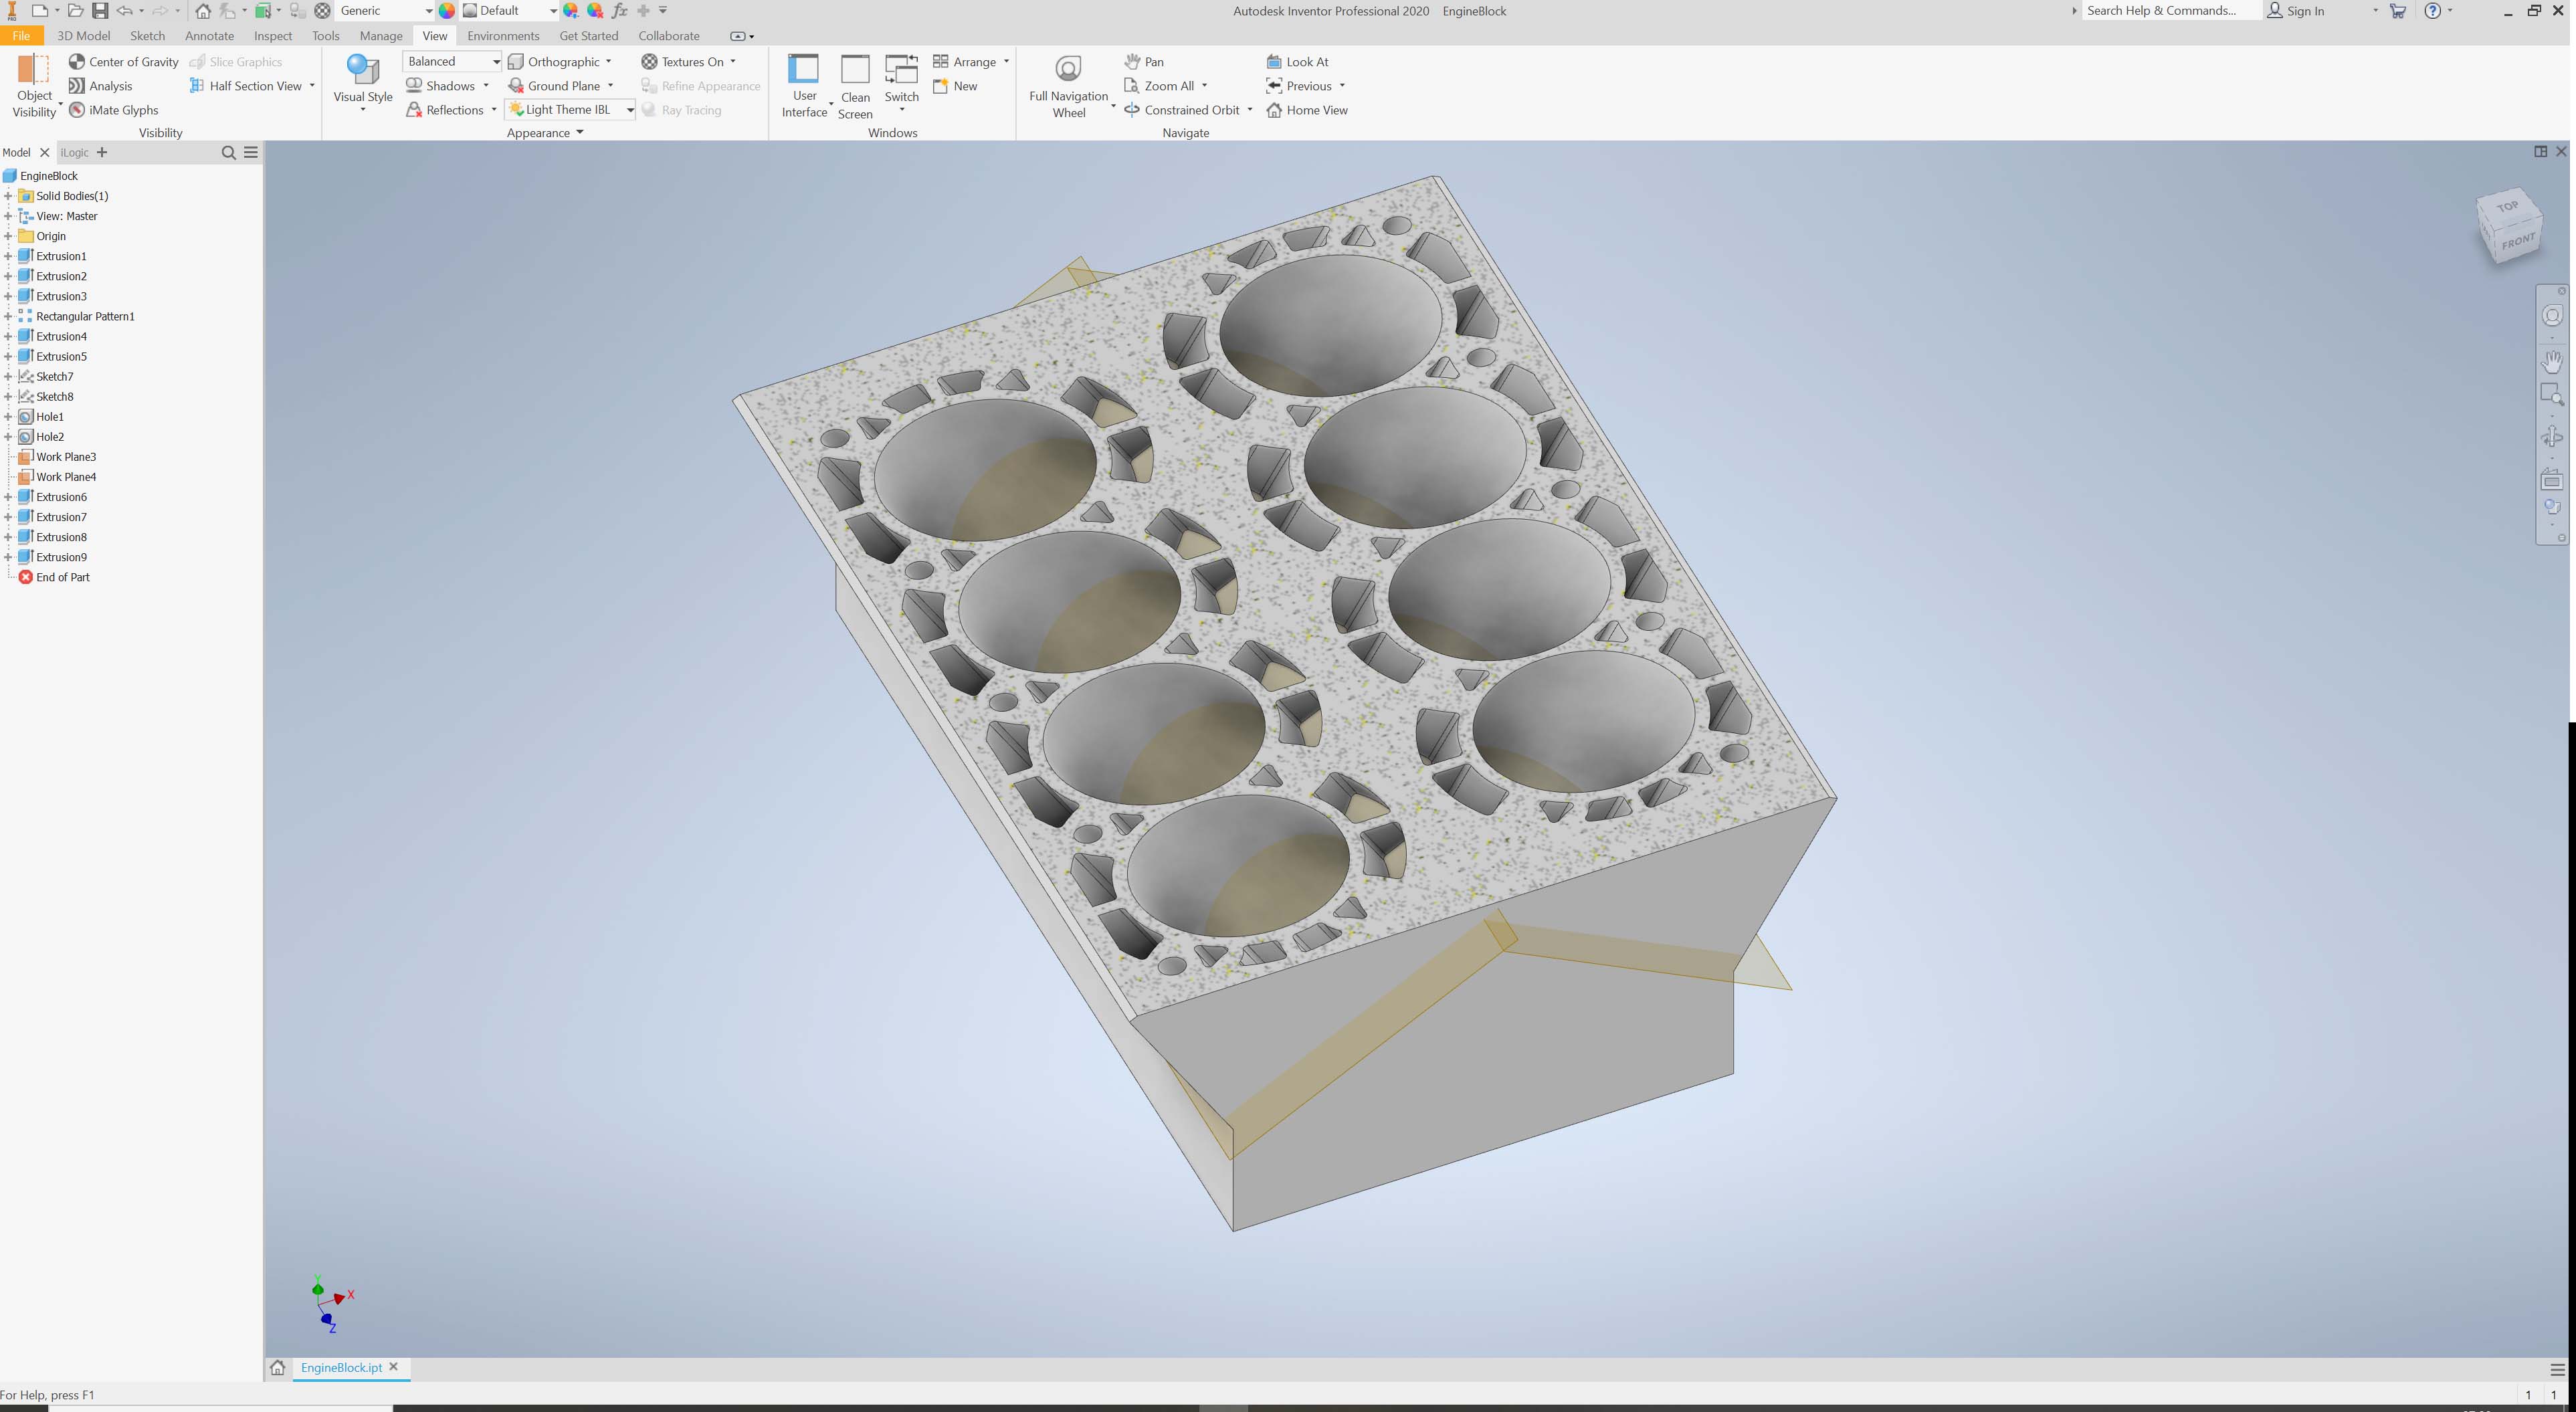 PRO Generic Default fx Autodesk Inventor Professional 2020 EngineBlock Search Help & Commands... Sign In
File 3D Model Sketch Annotate Inspect Tools Manage View Environments Get Started Collaborate
Object Visibility
Center of Gravity Slice Graphics
Analysis Half Section View
iMate Glyphs
Visibility
Visual Style
Balanced Orthographic Textures On
Shadows Ground Plane Refine Appearance
Reflections Light Theme IBL Ray Tracing
Appearance
User Interface
Clean Screen
Switch
Arrange
New
Windows
Full Navigation Wheel
Pan Look At
Zoom All Previous
Constrained Orbit Home View
Navigate
Model iLogic
EngineBlock
Solid Bodies(1)
View: Master
Origin
Extrusion1
Extrusion2
Extrusion3
Rectangular Pattern1
Extrusion4
Extrusion5
Sketch7
Sketch8
Hole1
Hole2
Work Plane3
Work Plane4
Extrusion6
Extrusion7
Extrusion8
Extrusion9
End of Part
TOP
FRONT
Y
X
Z
EngineBlock.ipt
For Help, press F1 1 1